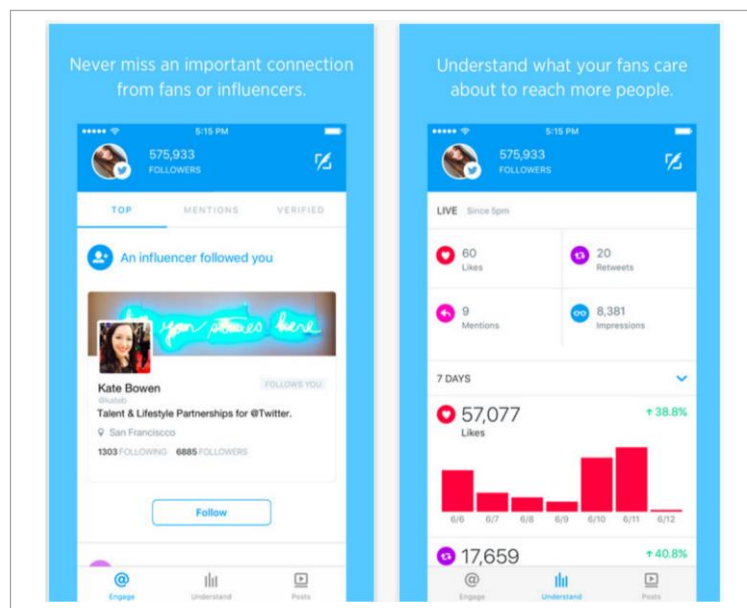 Never miss an important connection
from fans or influencers.
5:15 PM
575,933
FOLLOWERS
TOP MENTIONS VERIFIED
An influencer followed you
Kate Bowen
FOLLOWS YOU
Talent & Lifestyle Partnerships for @Twitter.
San Franciscco
1303 FOLLOWING 6885 FOLLOWERS
Follow
@
Engage Understand Posts
Understand what your fans care
about to reach more people.
5:15 PM
575,933
FOLLOWERS
LIVE Since 5pm
60
Likes
20
Retweets
9
Mentions
8,381
Impressions
7 DAYS
57,077
Likes
38.8%
6/6 6/7 6/8 6/9 6/10 6/11 6/12
17,659
40.8%
@
Engage Understand Posts